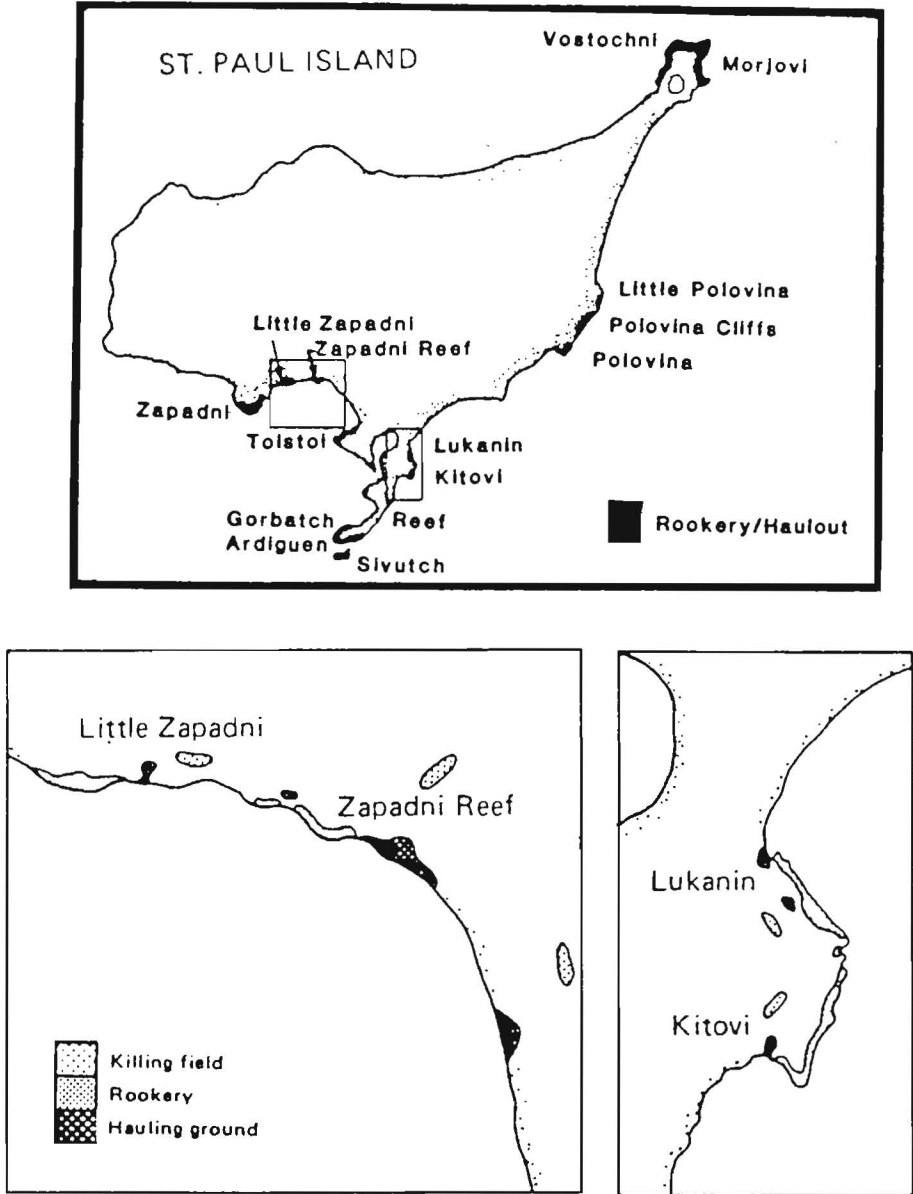 ST. PAUL ISLAND
Vostochni
Morjovi
Little Polovina
Polovina Cliffs
Polovina
Little Zapadni
Zapadni Reef
Zapadni
Tolstoi
Lukanin
Kitovi
Reef
Gorbatch
Ardiguen
Sivutch
Rookery/Haulout
Little Zapadni
Zapadni Reef
Killing field
Rookery
Hauling ground
Lukanin
Kitovi